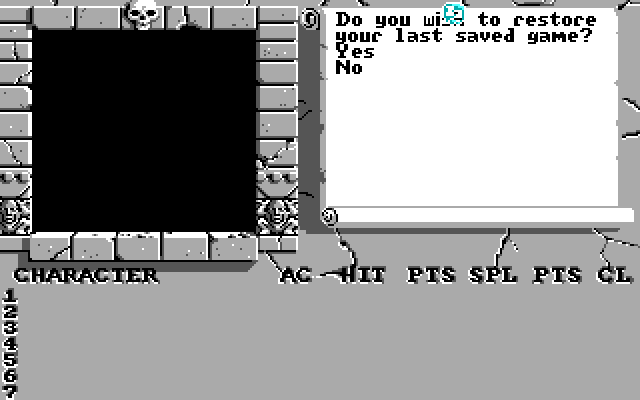 Do you wish to restore
your last saved game?
Yes
No
CHARACTER AC HIT PTS SPL PTS CL
1
2
3
4
5
6
7